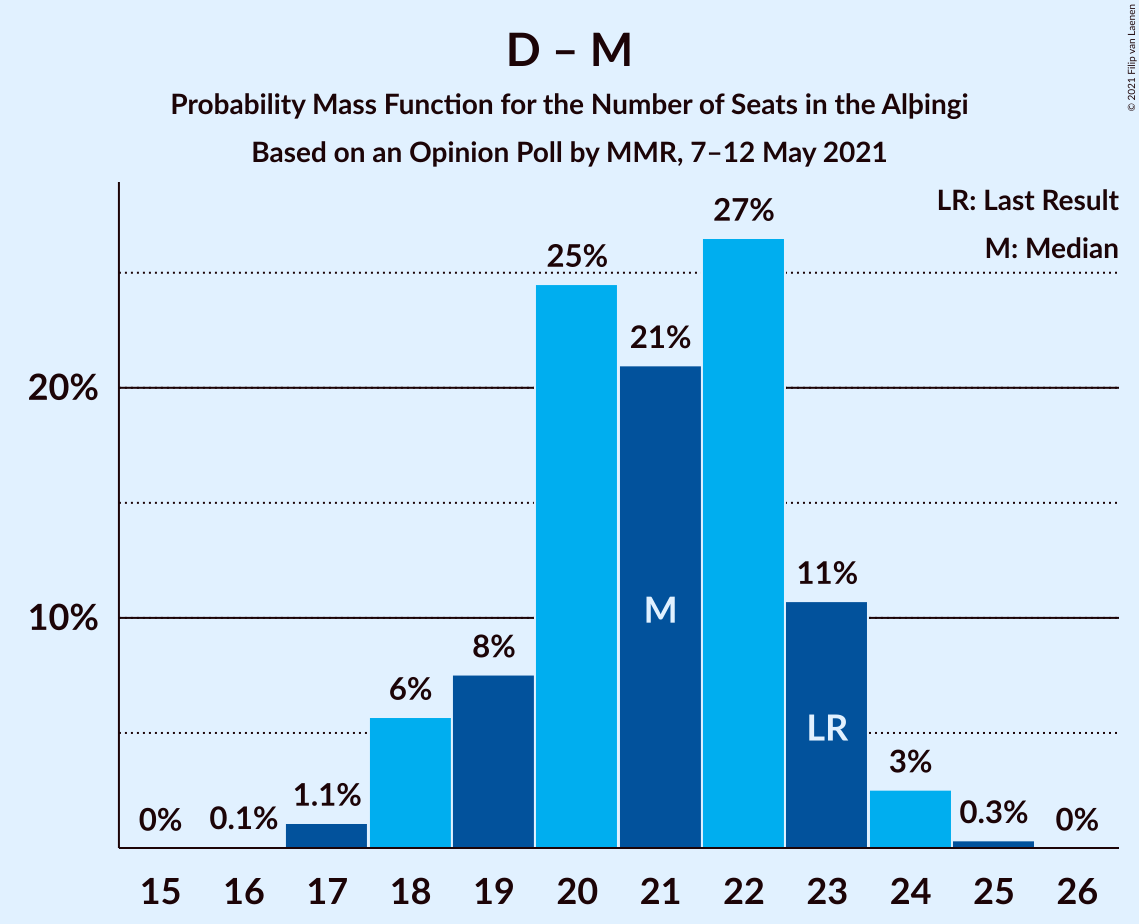 D – M
Probability Mass Function for the Number of Seats in the Alþingi
Based on an Opinion Poll by MMR, 7–12 May 2021
© 2021 Filip van Laenen
LR: Last Result
M: Median
27%
25%
21%
20%
11%
10%
8%
6%
3%
1.1%
0.3%
0.1%
0%
0%
M
LR
15 16 17 18 19 20 21 22 23 24 25 26